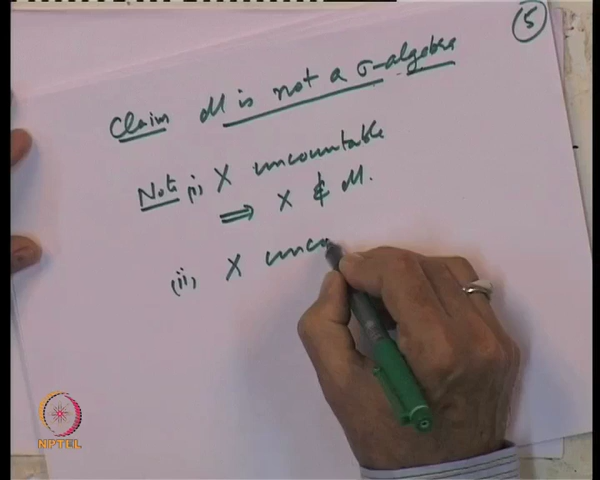 5
Claim M is not a σ-algebra
Note (i) X uncountable
⟹ X ∉ M.
(ii) X unco
NPTEL